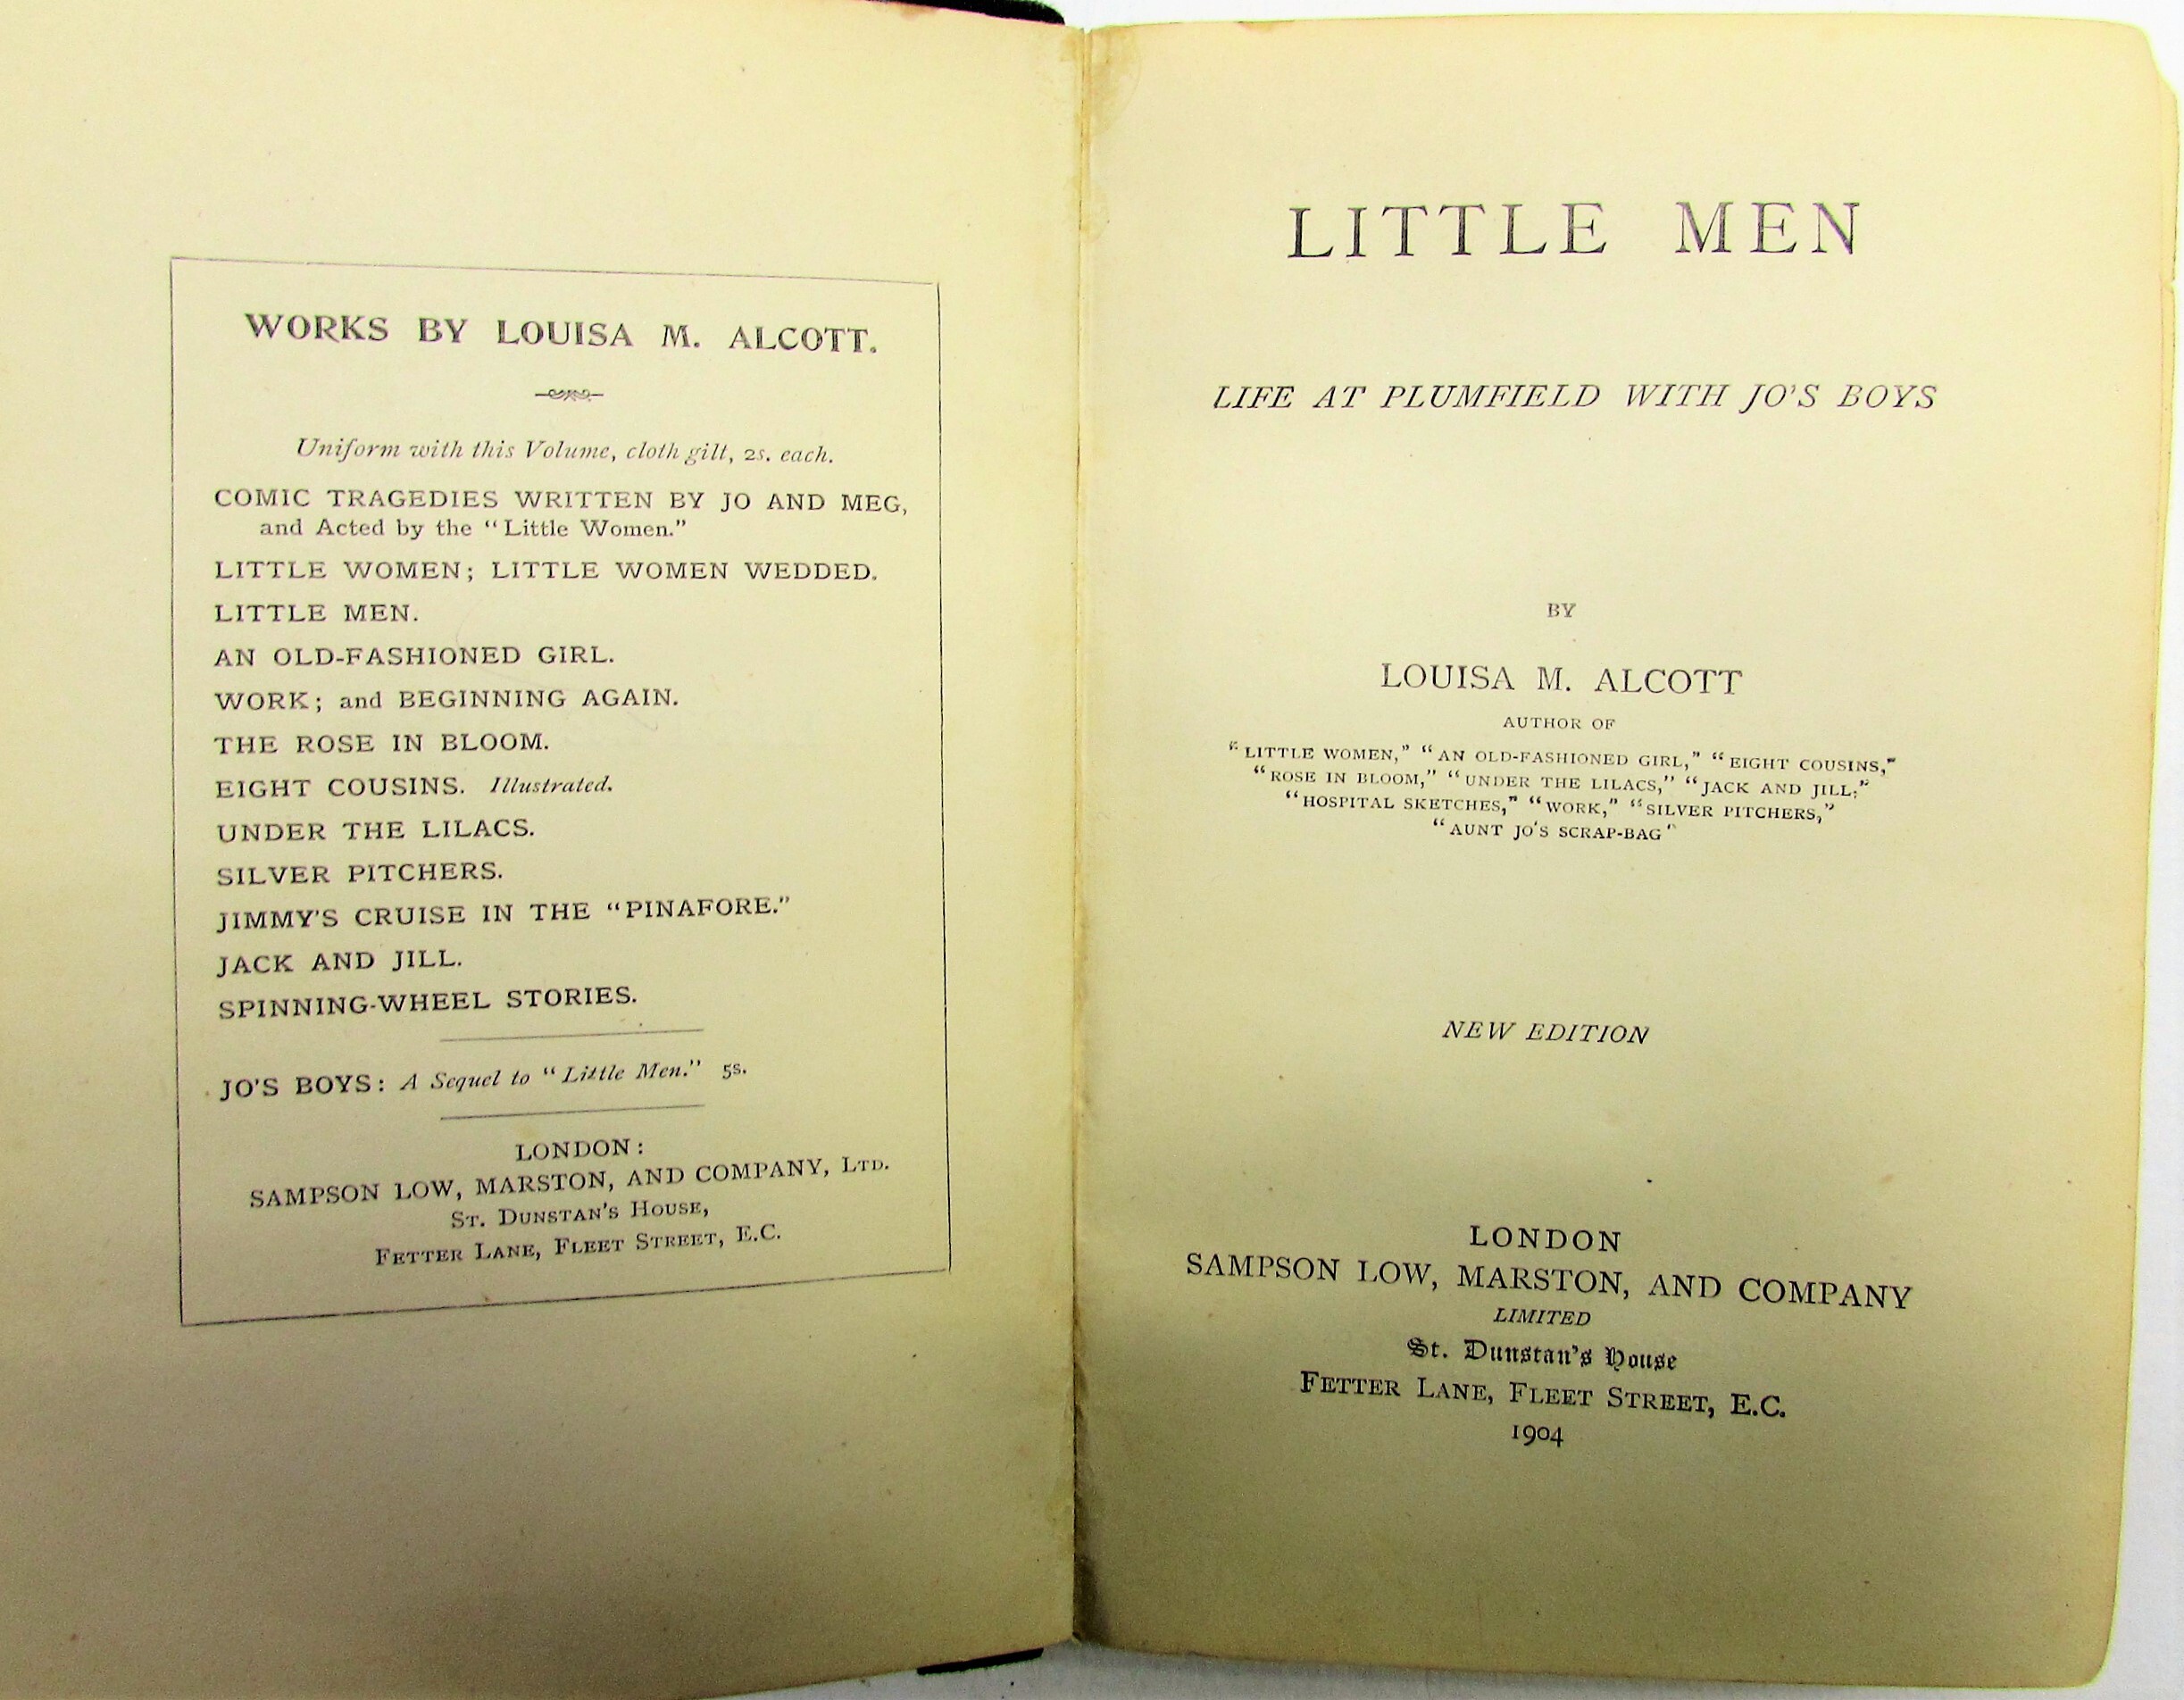 WORKS BY LOUISA M. ALCOTT.
Uniform with this Volume, cloth gilt, 2s. each.
COMIC TRAGEDIES WRITTEN BY JO AND MEG,
and Acted by the "Little Women."
LITTLE WOMEN; LITTLE WOMEN WEDDED.
LITTLE MEN.
AN OLD-FASHIONED GIRL.
WORK; and BEGINNING AGAIN.
THE ROSE IN BLOOM.
EIGHT COUSINS. Illustrated.
UNDER THE LILACS.
SILVER PITCHERS.
JIMMY'S CRUISE IN THE "PINAFORE."
JACK AND JILL.
SPINNING-WHEEL STORIES.
JO'S BOYS: A Sequel to "Little Men." 5s.
LONDON:
SAMPSON LOW, MARSTON, AND COMPANY, LTD.
ST. DUNSTAN'S HOUSE,
FETTER LANE, FLEET STREET, E.C.
LITTLE MEN
LIFE AT PLUMFIELD WITH JO'S BOYS
BY
LOUISA M. ALCOTT
AUTHOR OF
"LITTLE WOMEN," "AN OLD-FASHIONED GIRL," "EIGHT COUSINS,"
"ROSE IN BLOOM," "UNDER THE LILACS," "JACK AND JILL,"
"HOSPITAL SKETCHES," "WORK," "SILVER PITCHERS,"
"AUNT JO'S SCRAP-BAG"
NEW EDITION
LONDON
SAMPSON LOW, MARSTON, AND COMPANY
LIMITED
St. Dunstan's House
FETTER LANE, FLEET STREET, E.C.
1904